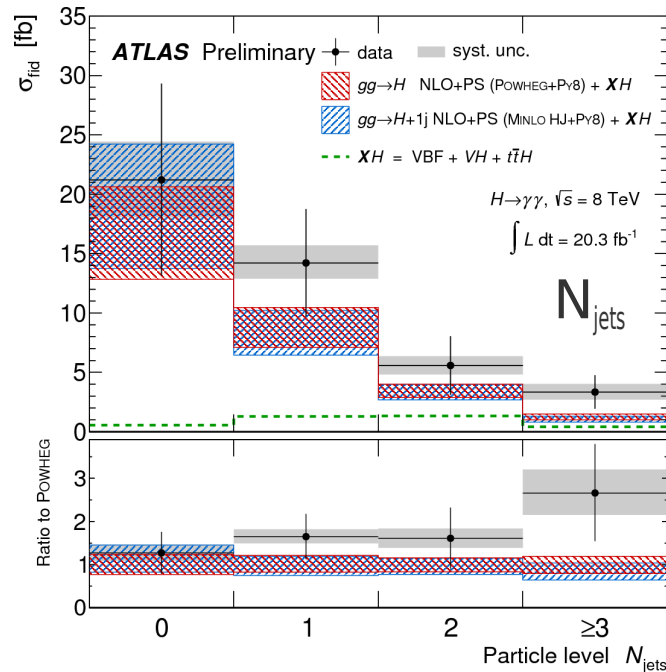 ATLAS Preliminary
data
syst. unc.
gg→H NLO+PS (POWHEG+PY8) + XH
gg→H+1j NLO+PS (MINLO HJ+PY8) + XH
XH = VBF + VH + tt̄H
H→γγ, √s = 8 TeV
∫ L dt = 20.3 fb⁻¹
N_jets
σ_fid [fb]
35
30
25
20
15
10
5
0
Ratio to POWHEG
3
2
1
0
0 1 2 ≥3
Particle level N_jets